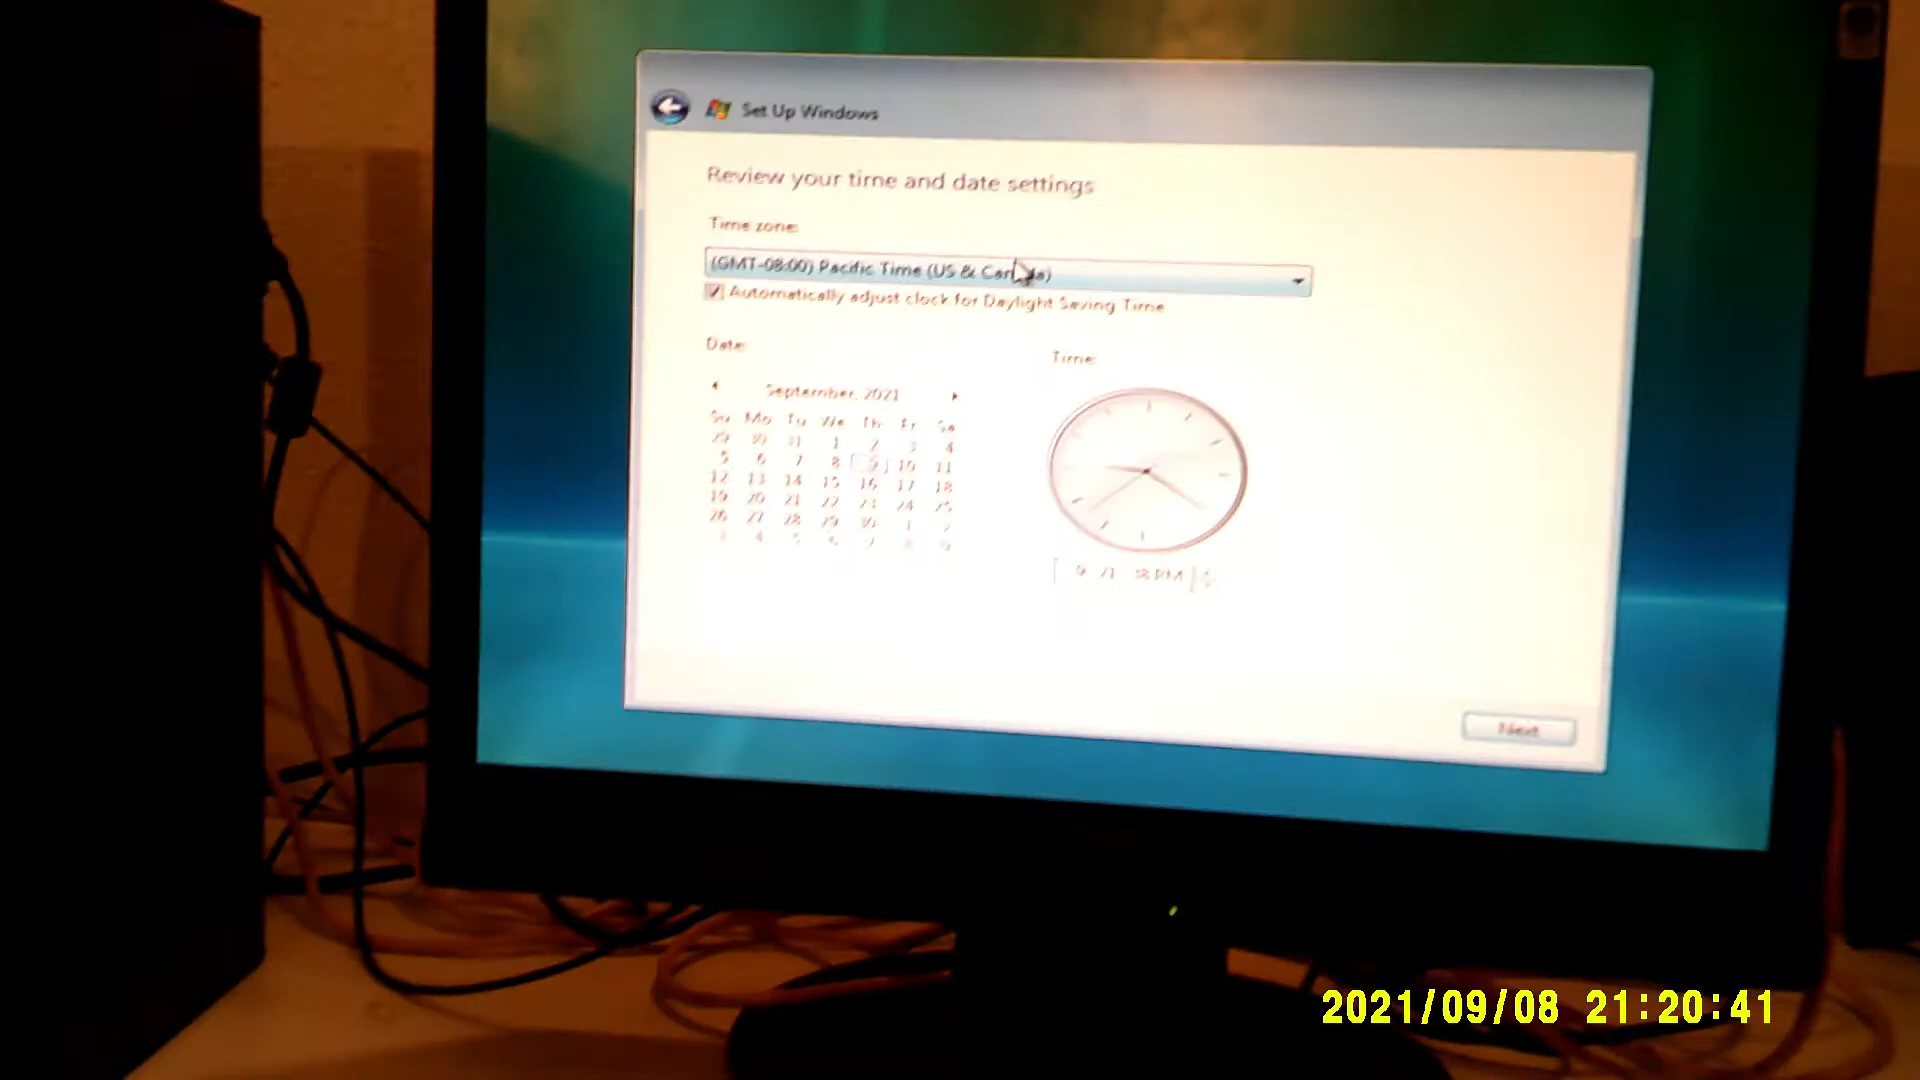 Set Up Windows
Review your time and date settings
Time zone:
(GMT-08:00) Pacific Time (US & Canada)
Automatically adjust clock for Daylight Saving Time
Date:
Time:
September, 2021
Su Mo Tu We Th Fr Sa
29 30 31 1 2 3 4
5 6 7 8 9 10 11
12 13 14 15 16 17 18
19 20 21 22 23 24 25
26 27 28 29 30 1 2
3 4 5 6 7 8 9
9 21 38 PM
Next
2021/09/08 21:20:41